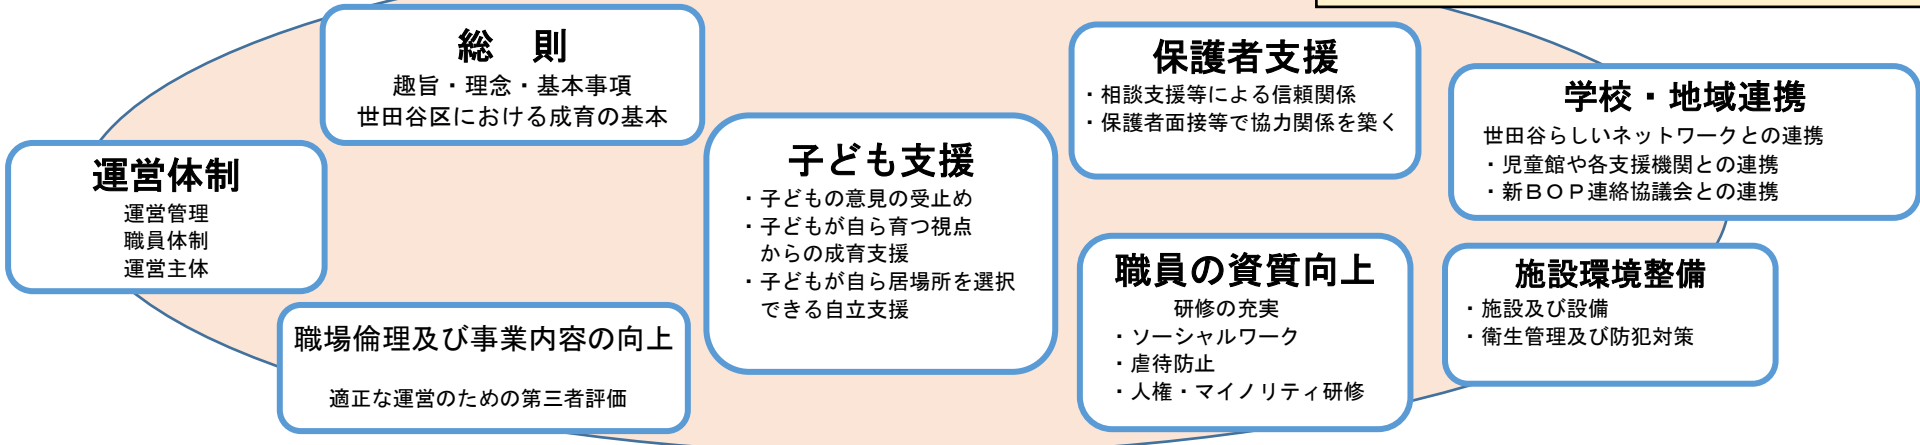 総　則
趣旨・理念・基本事項
世田谷区における成育の基本
運営体制
運営管理
職員体制
運営主体
職場倫理及び事業内容の向上
適正な運営のための第三者評価
子ども支援
・子どもの意見の受止め
・子どもが自ら育つ視点
からの成育支援
・子どもが自ら居場所を選択
できる自立支援
保護者支援
・相談支援等による信頼関係
・保護者面接等で協力関係を築く
職員の資質向上
研修の充実
・ソーシャルワーク
・虐待防止
・人権・マイノリティ研修
学校・地域連携
世田谷らしいネットワークとの連携
・児童館や各支援機関との連携
・新ＢＯＰ連絡協議会との連携
施設環境整備
・施設及び設備
・衛生管理及び防犯対策